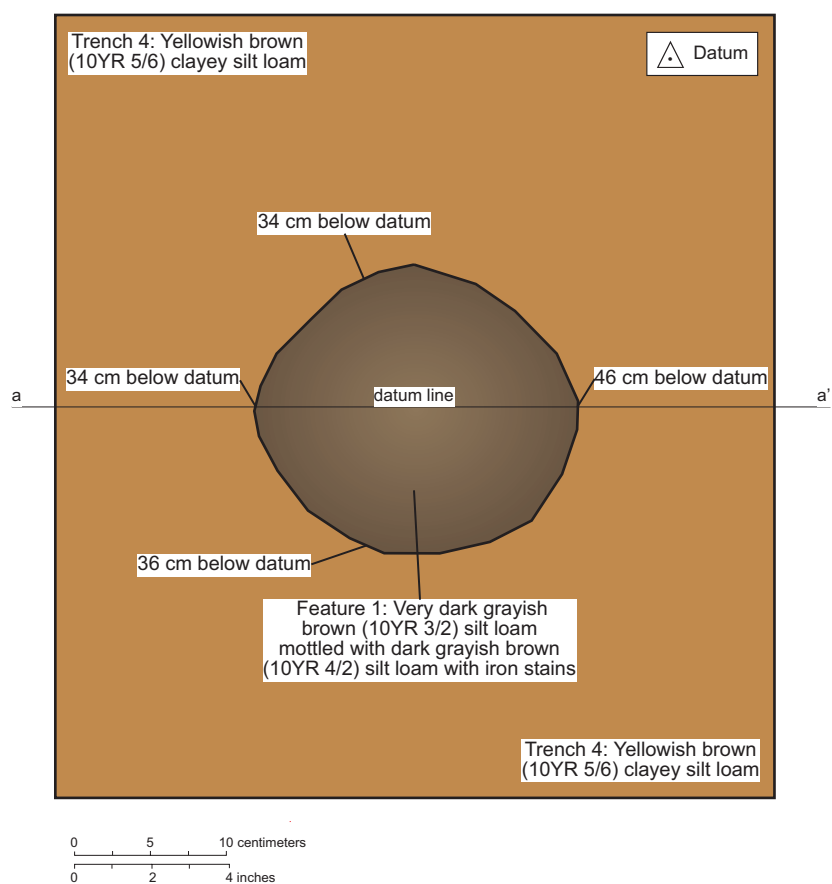 Trench 4: Yellowish brown
(10YR 5/6) clayey silt loam
Datum
34 cm below datum
34 cm below datum
46 cm below datum
a
datum line
a'
36 cm below datum
Feature 1: Very dark grayish
brown (10YR 3/2) silt loam
mottled with dark grayish brown
(10YR 4/2) silt loam with iron stains
Trench 4: Yellowish brown
(10YR 5/6) clayey silt loam
0 5 10 centimeters
0 2 4 inches